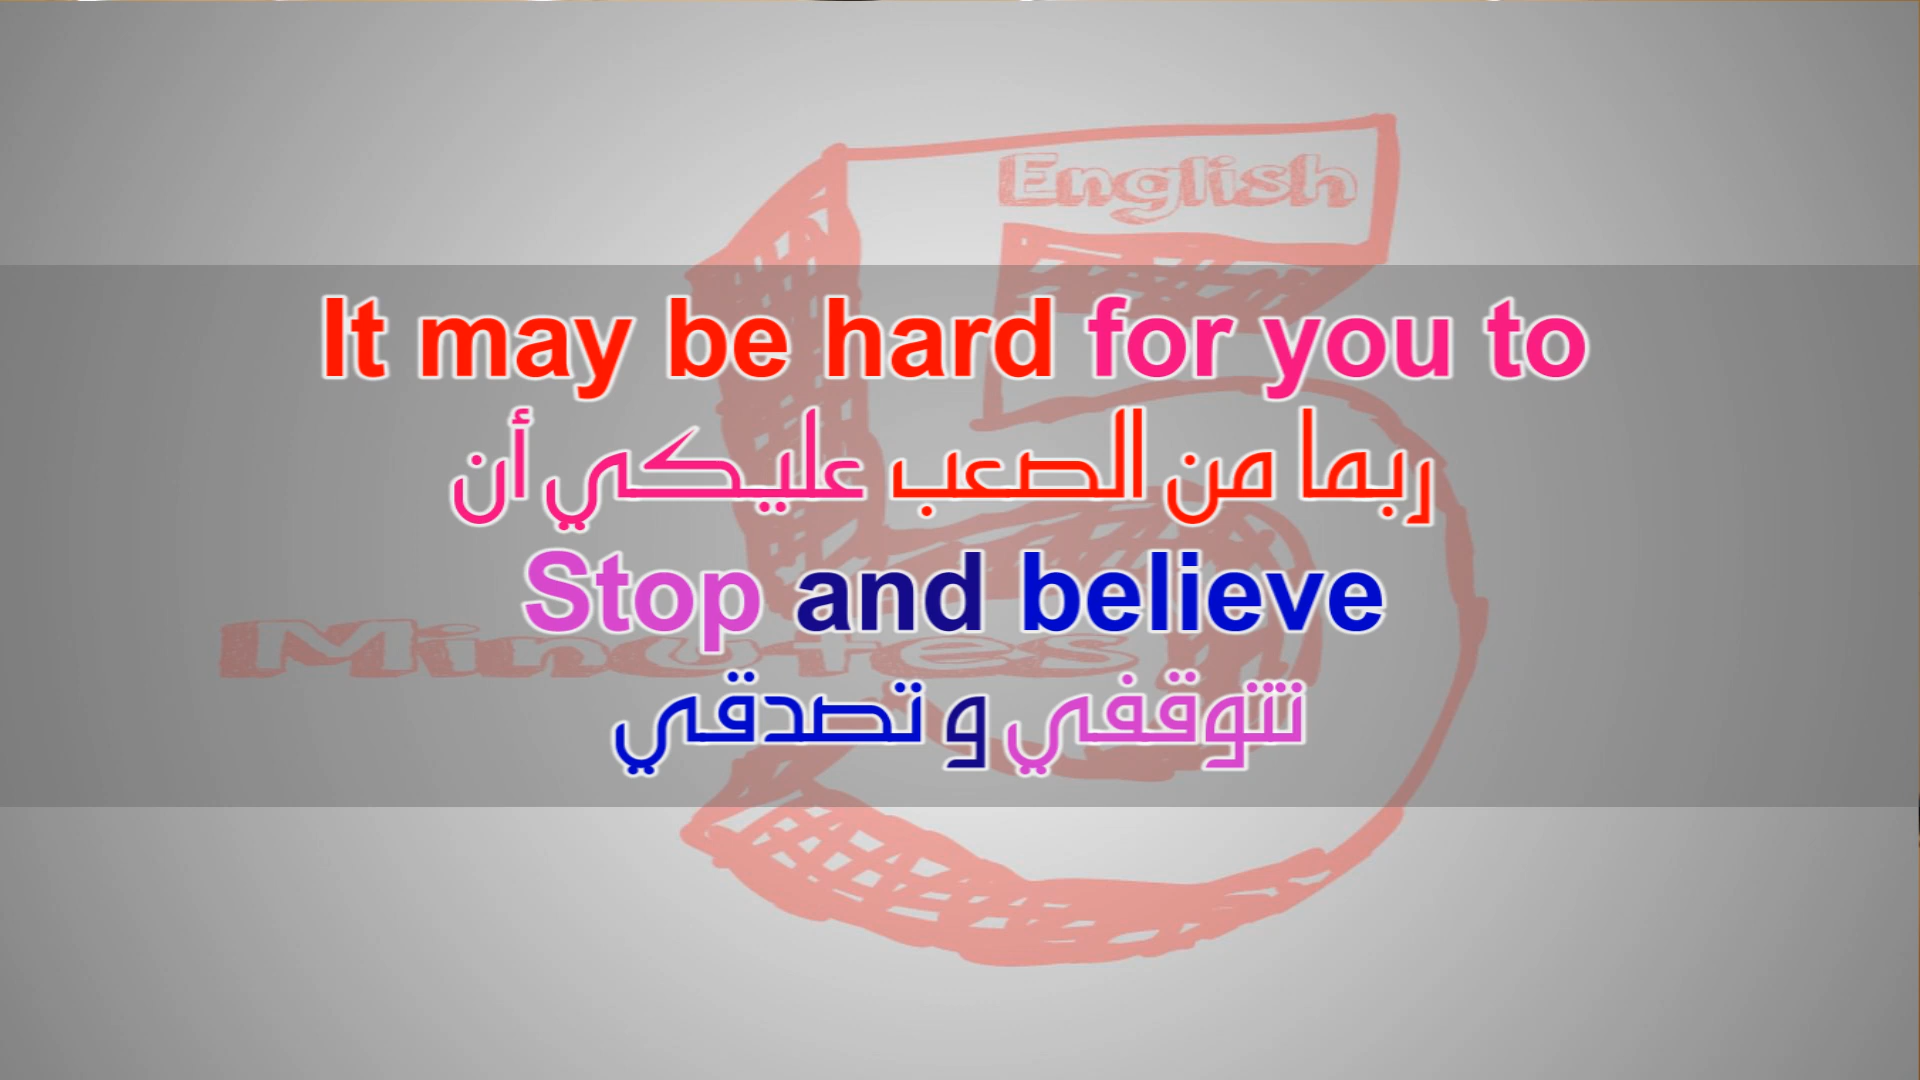 English
It may be hard for you to
ربما من الصعب عليكي أن
Stop and believe
Minutes
تتوقفي و تصدقي